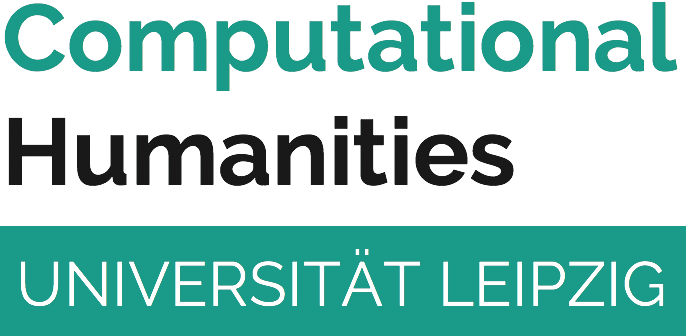 Computational
Humanities
UNIVERSITÄT LEIPZIG